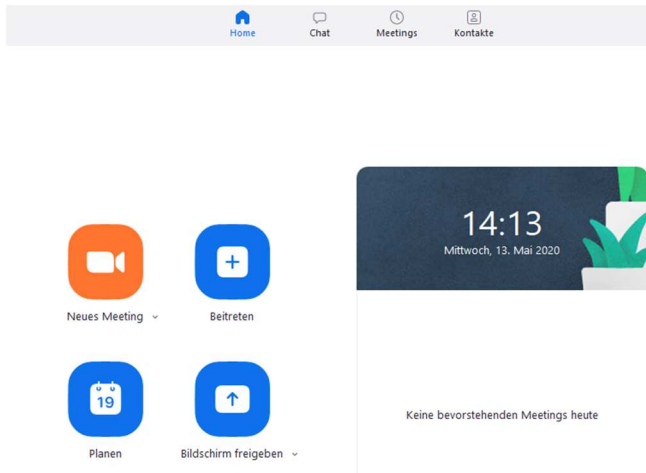 Home
Chat
Meetings
Kontakte
14:13
Mittwoch, 13. Mai 2020
Neues Meeting
Beitreten
19
Planen
Bildschirm freigeben
Keine bevorstehenden Meetings heute